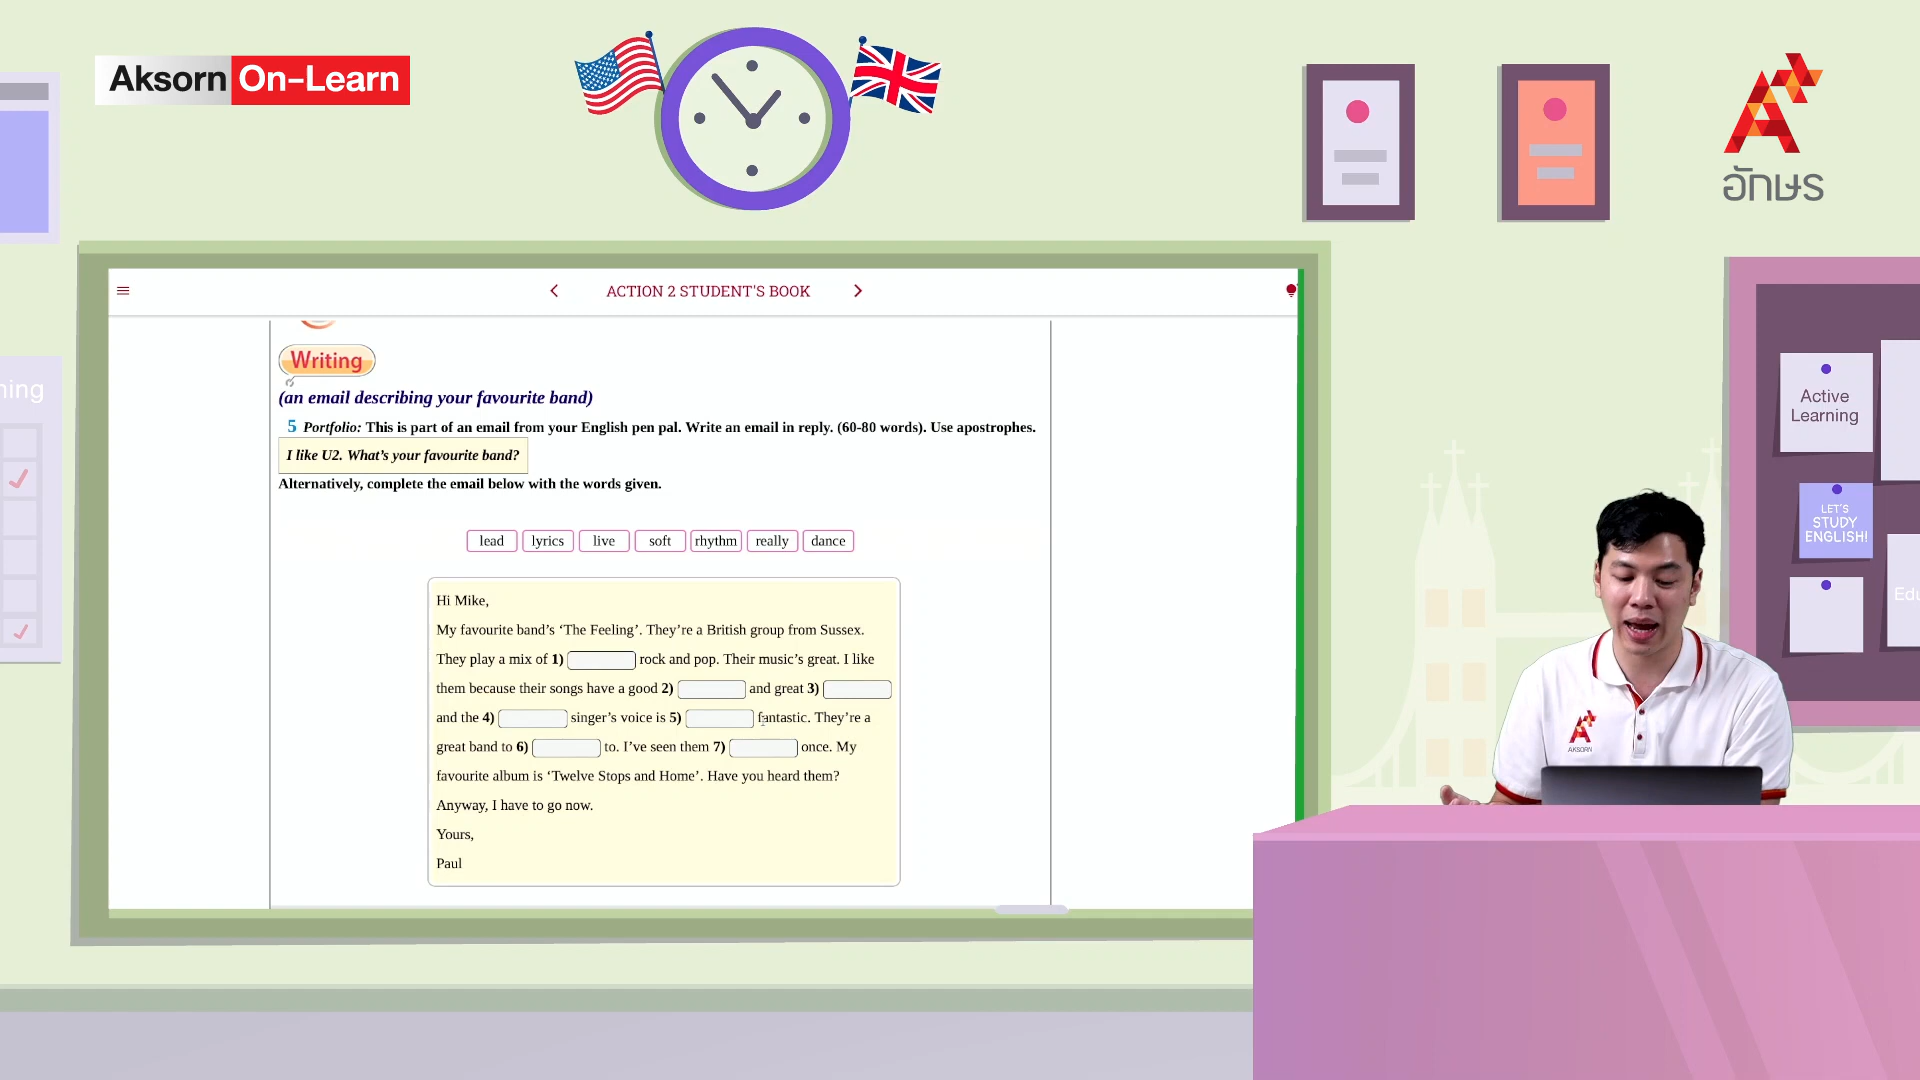 Aksorn On-Learn
อักษร
ACTION 2 STUDENT'S BOOK
Writing
(an email describing your favourite band)
5 Portfolio: This is part of an email from your English pen pal. Write an email in reply. (60-80 words). Use apostrophes.
I like U2. What's your favourite band?
Alternatively, complete the email below with the words given.
lead lyrics live soft rhythm really dance
Hi Mike,
My favourite band's ‘The Feeling’. They're a British group from Sussex.
They play a mix of 1) rock and pop. Their music's great. I like
them because their songs have a good 2) and great 3)
and the 4) singer's voice is 5) fantastic. They're a
great band to 6) to. I've seen them 7) once. My
favourite album is ‘Twelve Stops and Home’. Have you heard them?
Anyway, I have to go now.
Yours,
Paul
Active
Learning
LET'S
STUDY
ENGLISH!
AKSORN